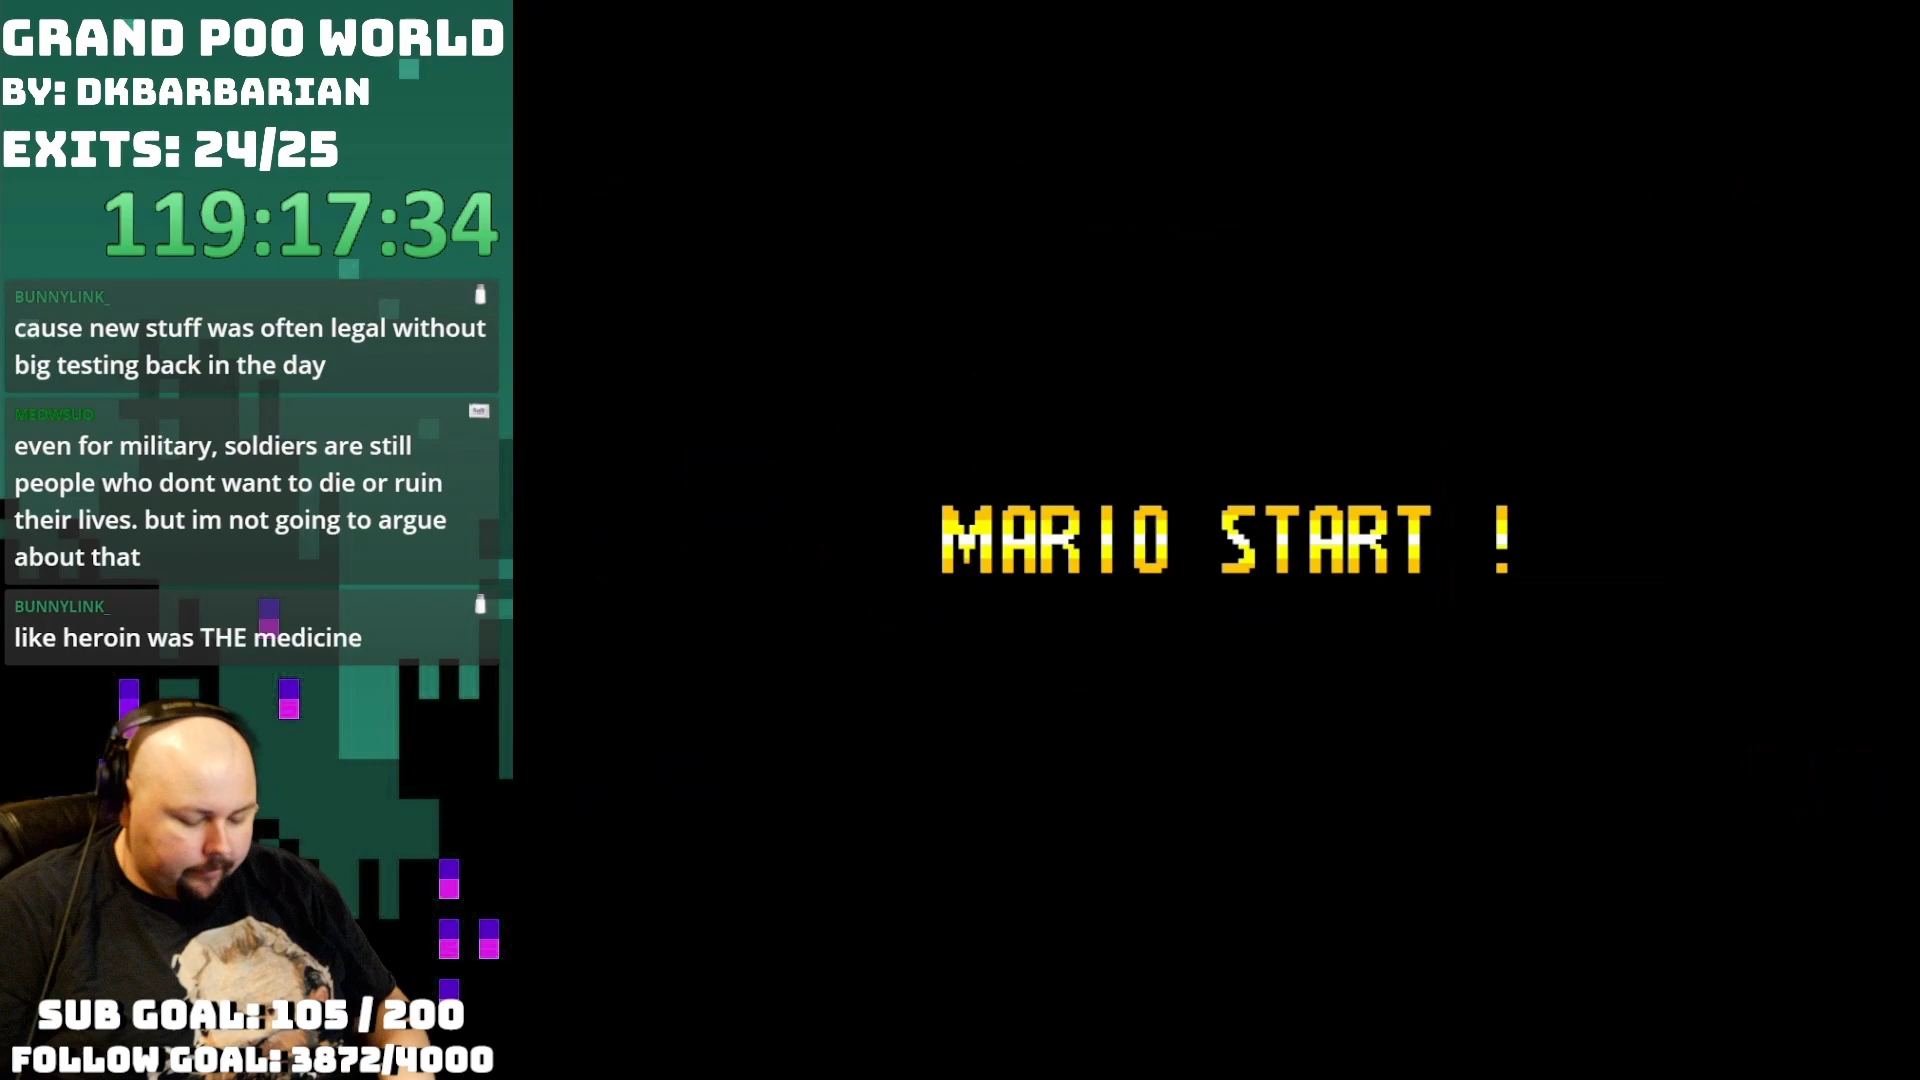 GRAND POO WORLD
BY: DKBARBARIAN
EXITS: 24/25
119:17:34
BUNNYLINK_
cause new stuff was often legal without
big testing back in the day
MEOWSUO
even for military, soldiers are still
people who dont want to die or ruin
their lives. but im not going to argue
about that
BUNNYLINK_
like heroin was THE medicine
MARIO START !
SUB GOAL: 105 / 200
FOLLOW GOAL: 3872/4000